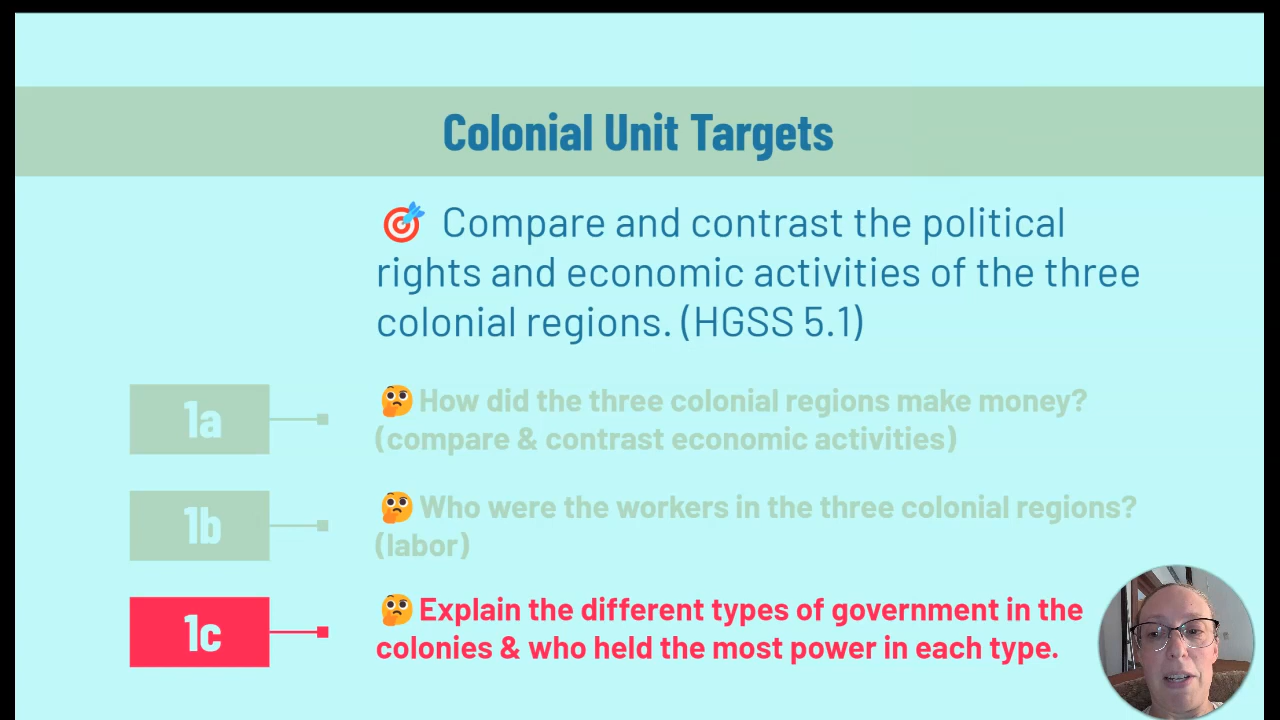 Colonial Unit Targets
🎯 Compare and contrast the political
rights and economic activities of the three
colonial regions. (HGSS 5.1)
1a
🤔How did the three colonial regions make money?
(compare & contrast economic activities)
1b
🤔Who were the workers in the three colonial regions?
(labor)
1c
🤔Explain the different types of government in the
colonies & who held the most power in each type.